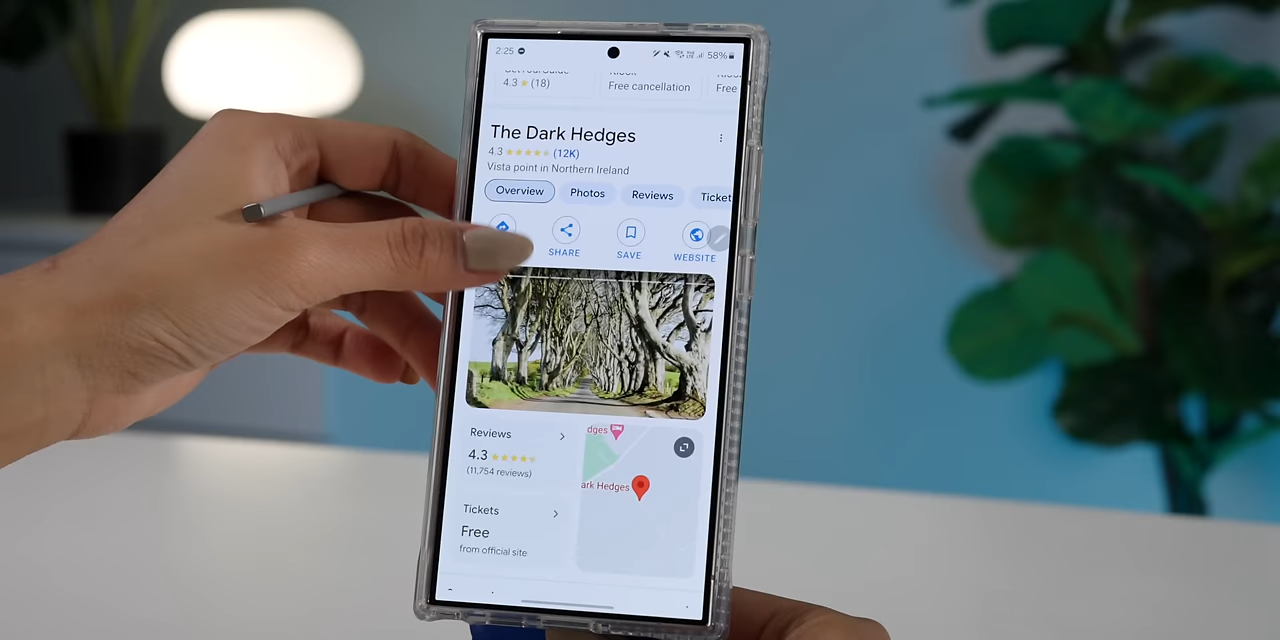 2:25
58%
4.3 ★ (18)
Free cancellation
Free
The Dark Hedges
4.3 ★★★★★ (12K)
Vista point in Northern Ireland
Overview
Photos
Reviews
Ticket
SHARE
SAVE
WEBSITE
Reviews
4.3
(11,754 reviews)
dges
ark Hedges
Tickets
Free
from official site